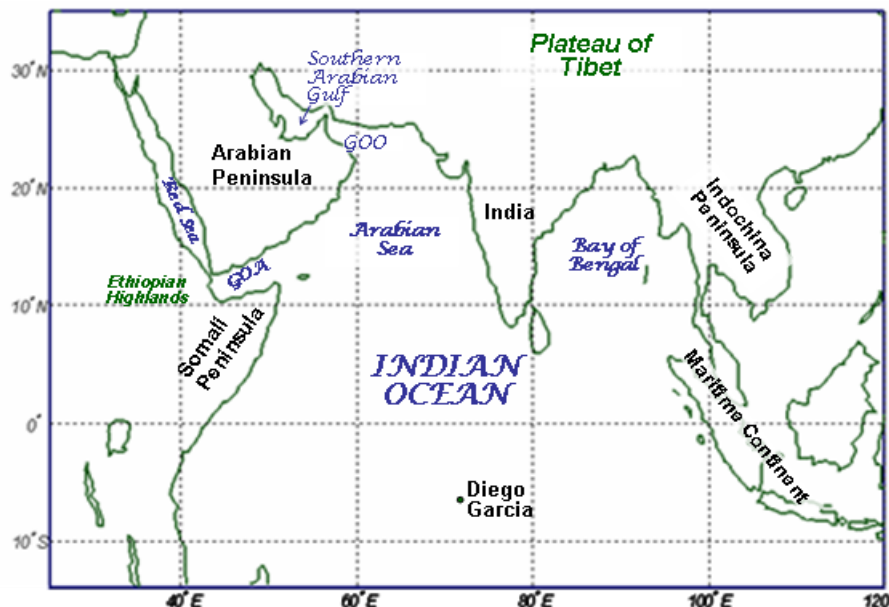 Plateau of
Tibet
Southern
Arabian
Gulf
30°N
GOO
Arabian
Peninsula
20°N
Red Sea
India
Indochina
Peninsula
Arabian
Sea
Bay of
Bengal
GOA
Ethiopian
Highlands
10°N
Somali
Peninsula
INDIAN
OCEAN
Maritime Continent
0°
Diego
Garcia
10°S
40°E
60°E
80°E
100°E
120